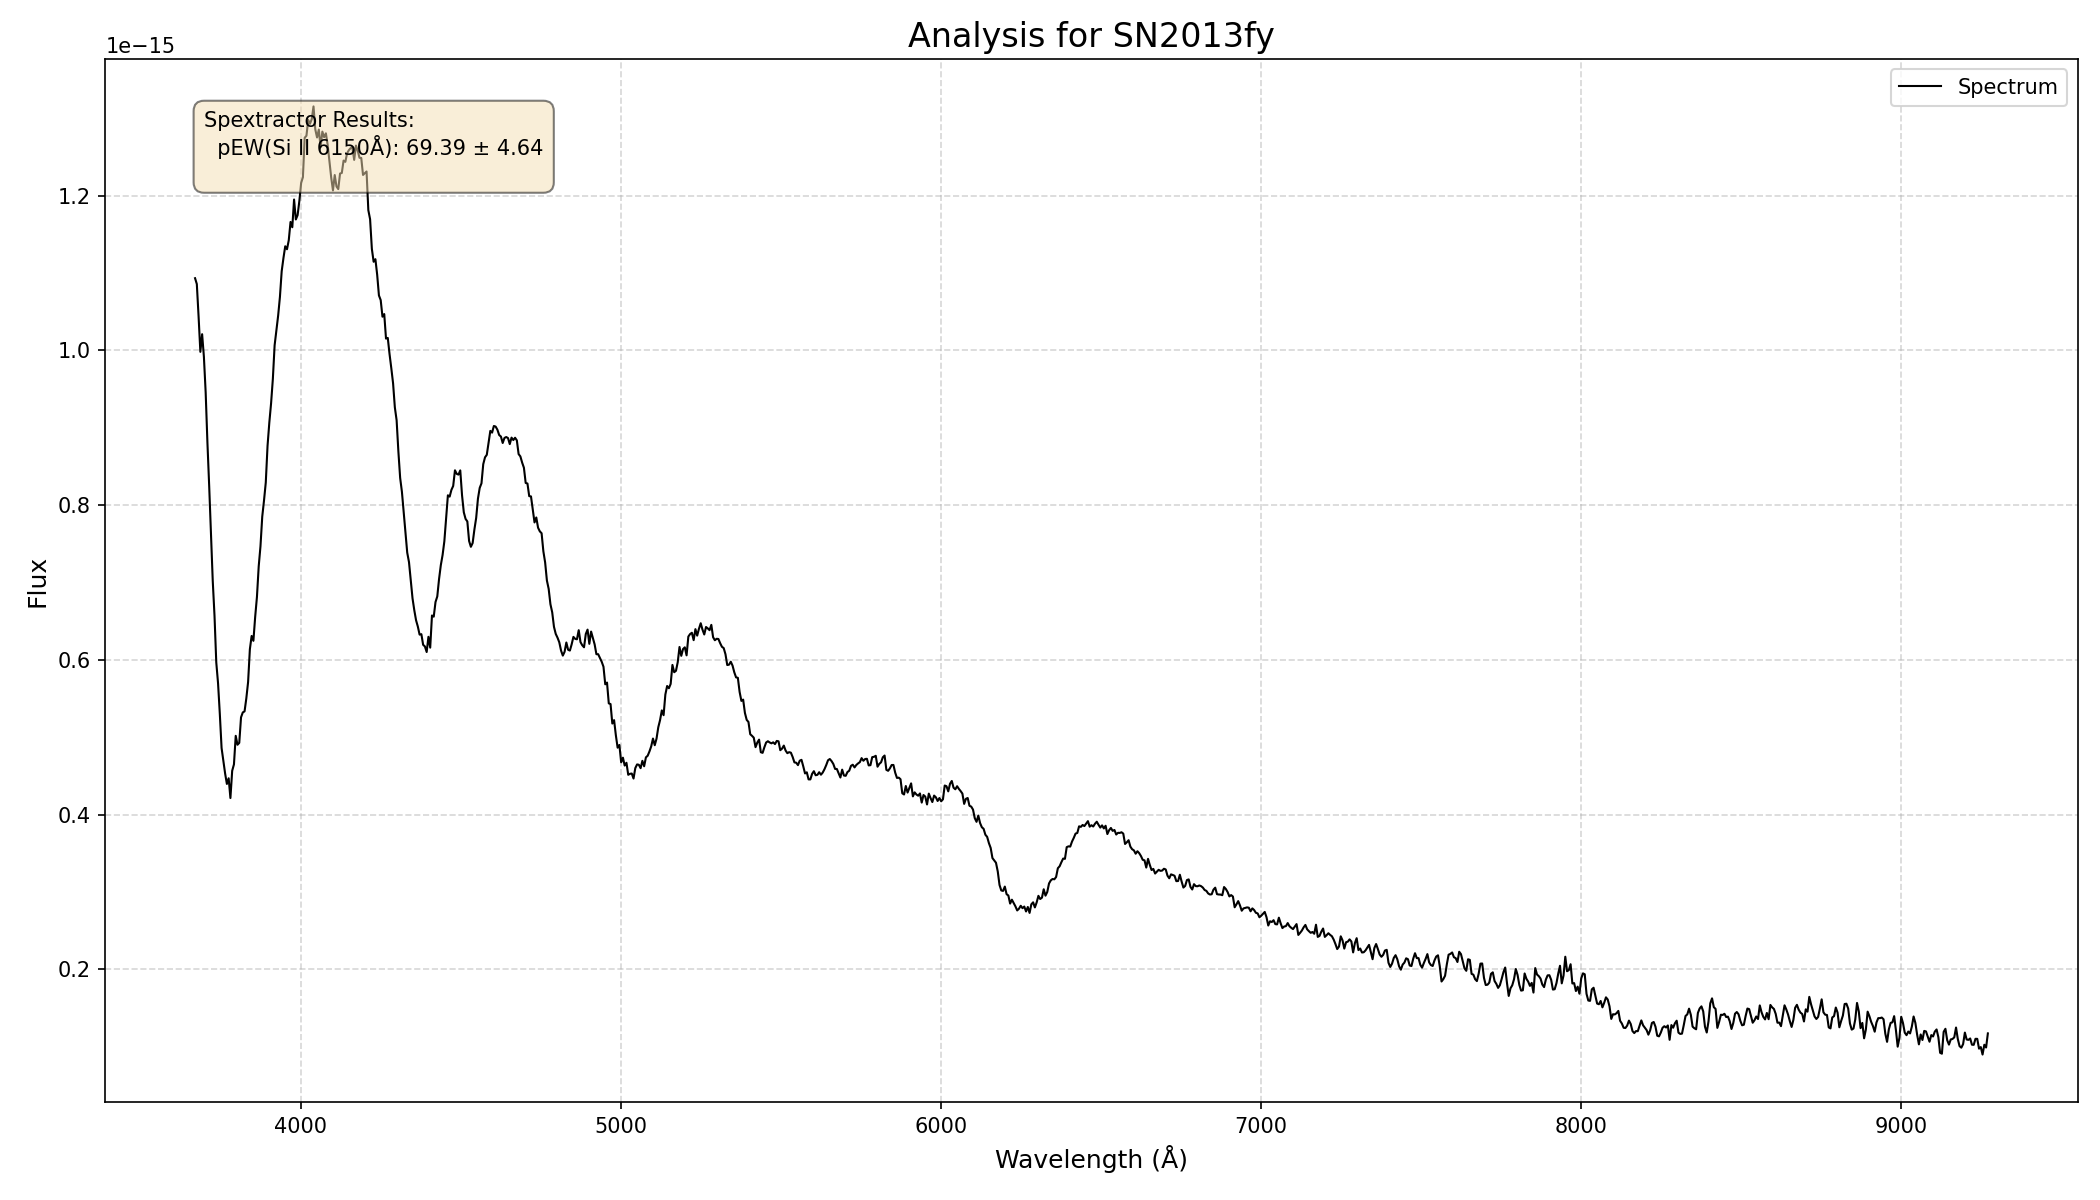 Analysis for SN2013fy
1e−15
Spectrum
Spextractor Results:
pEW(Si II 6150Å): 69.39 ± 4.64
1.2
1.0
0.8
0.6
0.4
0.2
Flux
4000 5000 6000 7000 8000 9000
Wavelength (Å)